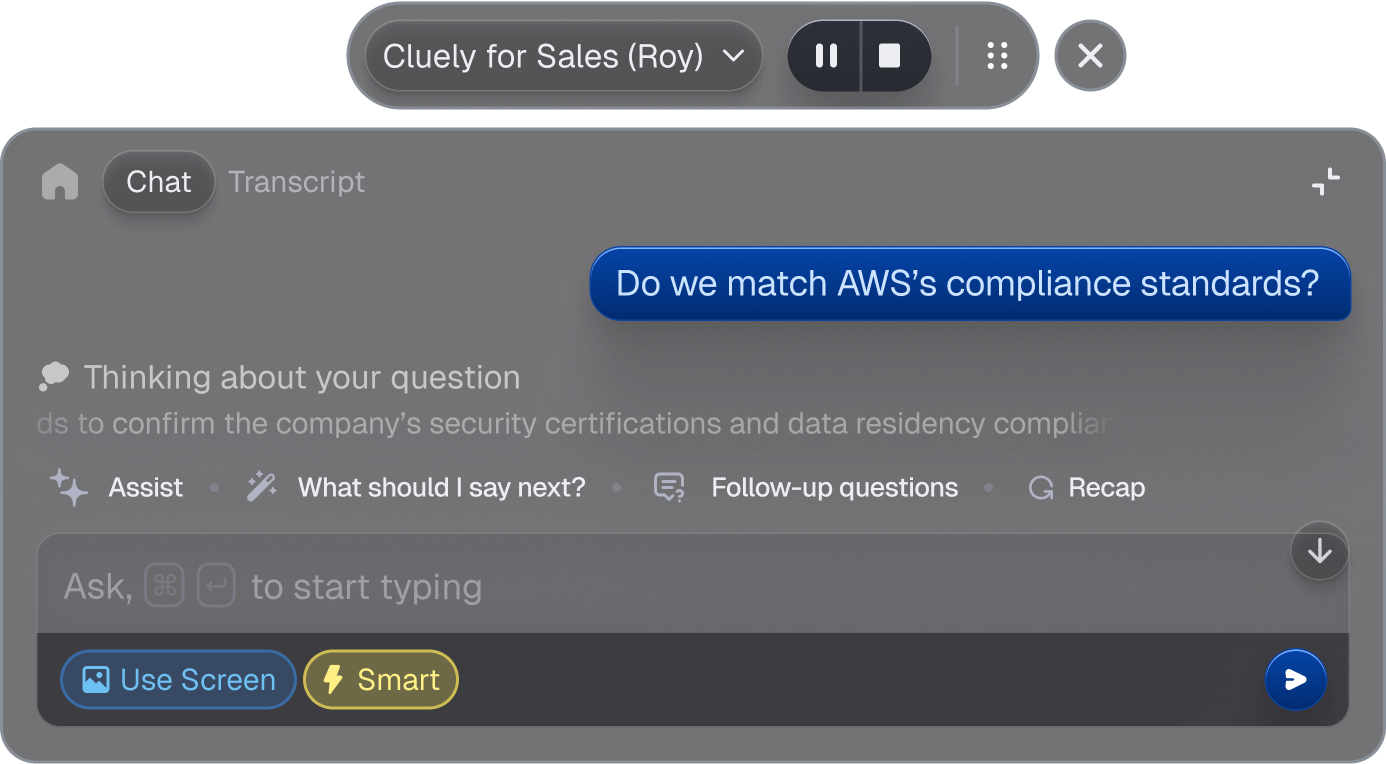 Cluely for Sales (Roy)
Chat Transcript
Do we match AWS’s compliance standards?
Thinking about your question
ds to confirm the company’s security certifications and data residency complian
Assist • What should I say next? • Follow-up questions • Recap
Ask, ⌘ ↵ to start typing
Use Screen Smart